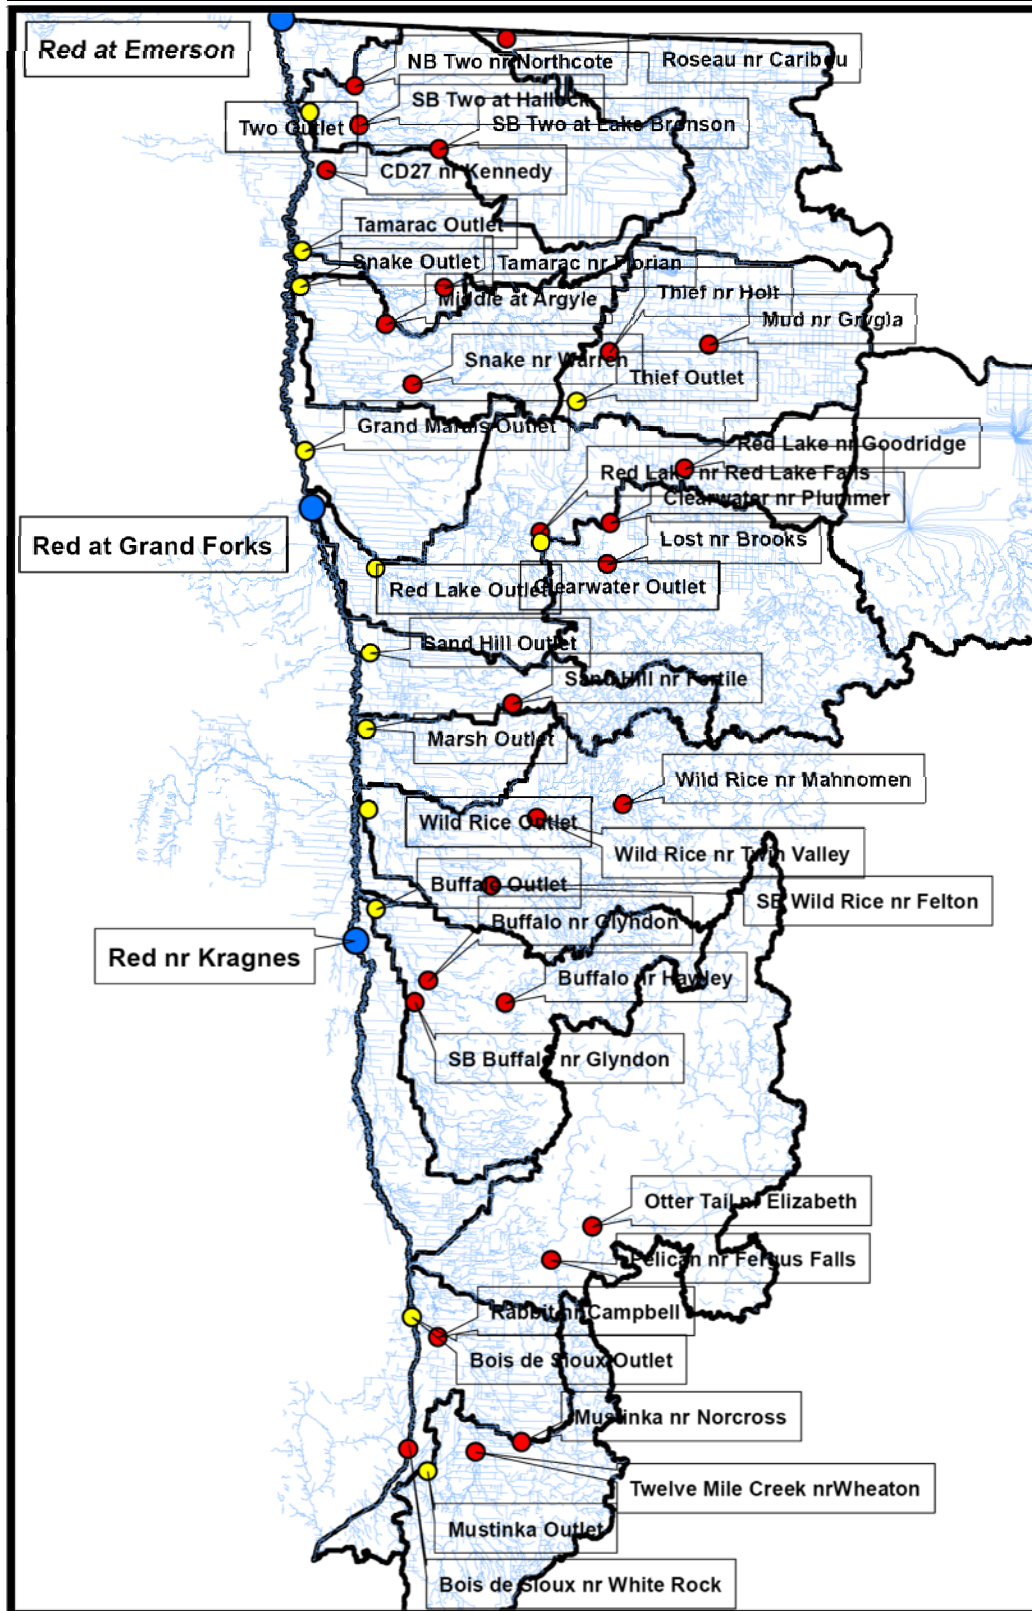 Red at Emerson
NB Two nr Northcote
Roseau nr Caribou
SB Two at Hallock
Two Outlet
SB Two at Lake Bronson
CD27 nr Kennedy
Tamarac Outlet
Snake Outlet
Tamarac nr Florian
Middle at Argyle
Thief nr Holt
Mud nr Grygla
Snake nr Warren
Thief Outlet
Grand Marais Outlet
Red Lake nr Goodridge
Red Lake nr Red Lake Falls
Clearwater nr Plummer
Red at Grand Forks
Lost nr Brooks
Red Lake Outlet
Clearwater Outlet
Sand Hill Outlet
Sand Hill nr Fertile
Marsh Outlet
Wild Rice nr Mahnomen
Wild Rice Outlet
Wild Rice nr Twin Valley
Buffalo Outlet
SB Wild Rice nr Felton
Buffalo nr Glyndon
Red nr Kragnes
Buffalo nr Hawley
SB Buffalo nr Glyndon
Otter Tail nr Elizabeth
Pelican nr Fergus Falls
Rabbit nr Campbell
Bois de Sioux Outlet
Mustinka nr Norcross
Twelve Mile Creek nrWheaton
Mustinka Outlet
Bois de Sioux nr White Rock